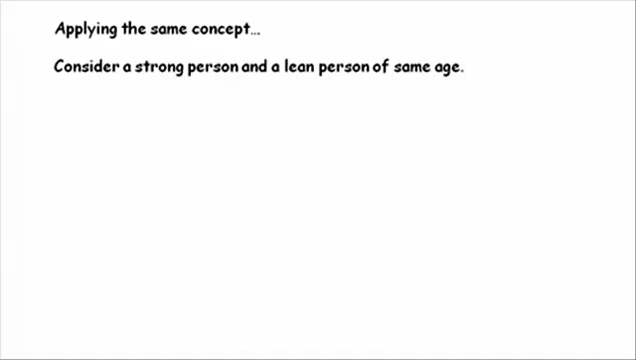 Applying the same concept...
Consider a strong person and a lean person of same age.